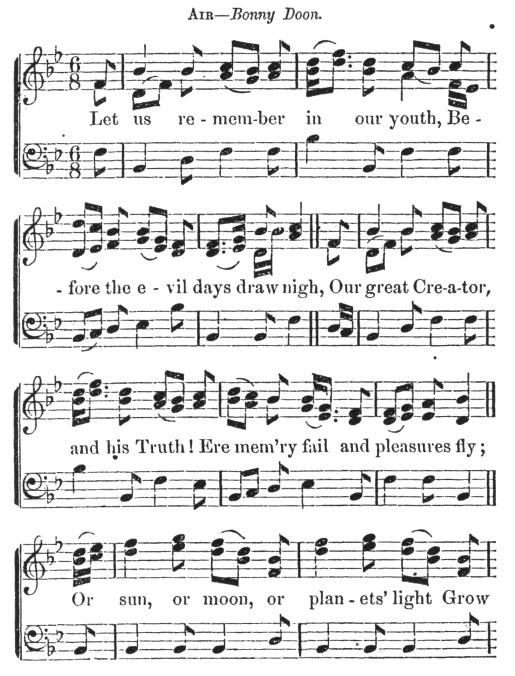 AIR—Bonny Doon.
6 8
Let us re - mem-ber in our youth, Be -
6 8
- fore the e - vil days draw nigh, Our great Cre-a-tor,
and his Truth! Ere mem'ry fail and pleasures fly;
Or sun, or moon, or plan - ets' light Grow